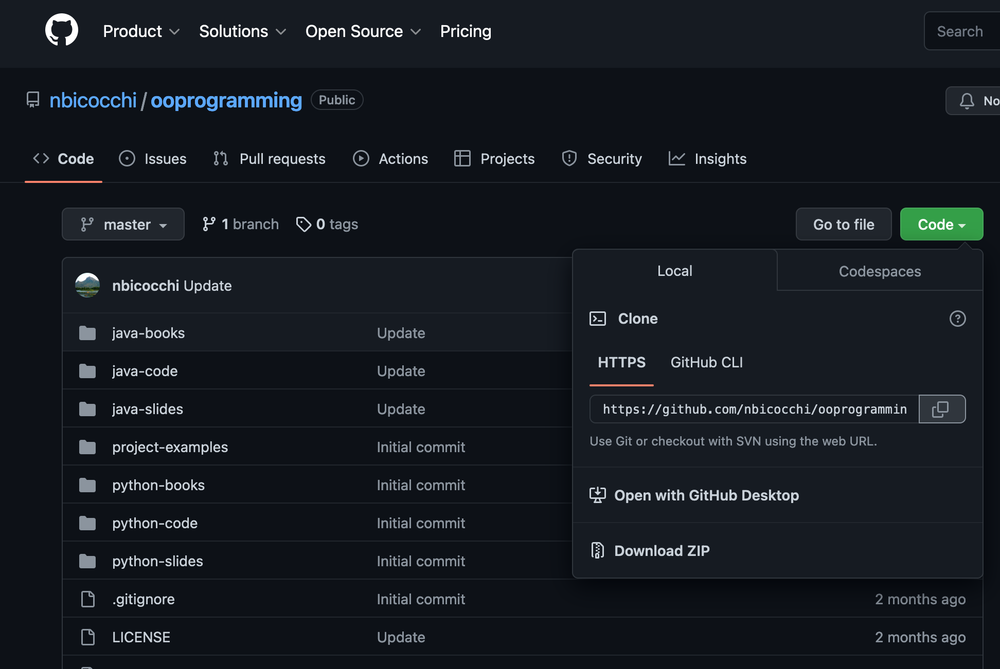 Product Solutions Open Source Pricing Search
nbicocchi / ooprogramming Public No
Code Issues Pull requests Actions Projects Security Insights
master 1 branch 0 tags Go to file Code
nbicocchi Update
java-books Update
java-code Update
java-slides Update
project-examples Initial commit
python-books Initial commit
python-code Initial commit
python-slides Initial commit
.gitignore Initial commit 2 months ago
LICENSE Update 2 months ago
Local Codespaces
Clone
HTTPS GitHub CLI
https://github.com/nbicocchi/ooprogrammin
Use Git or checkout with SVN using the web URL.
Open with GitHub Desktop
Download ZIP